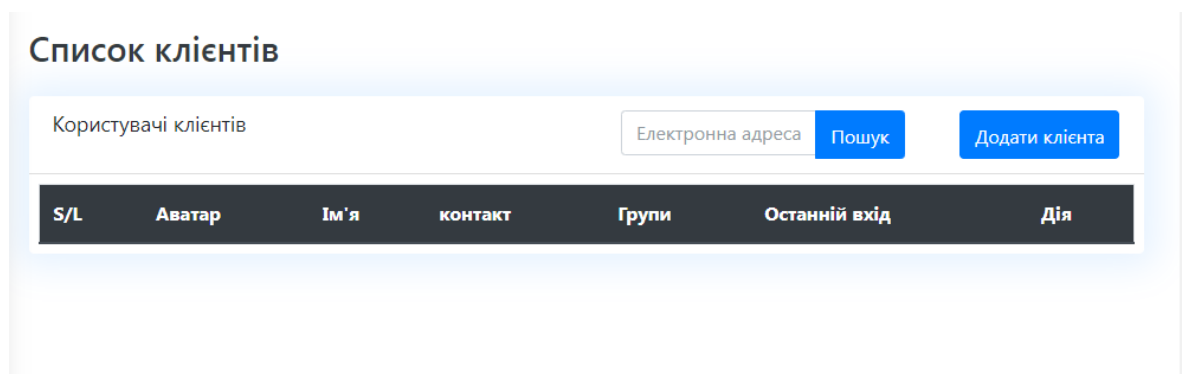 Список клієнтів
Користувачі клієнтів
Електронна адреса Пошук Додати клієнта
S/L Аватар Ім'я контакт Групи Останній вхід Дія